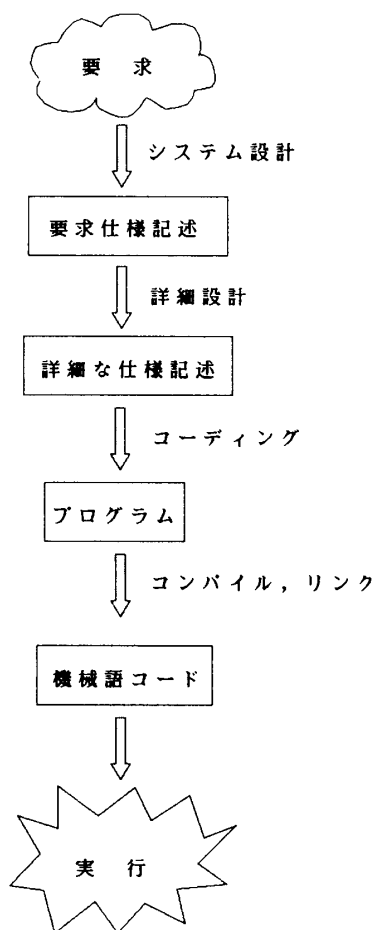 要求
システム設計
要求仕様記述
詳細設計
詳細な仕様記述
コーディング
プログラム
コンパイル，リンク
機械語コード
実行